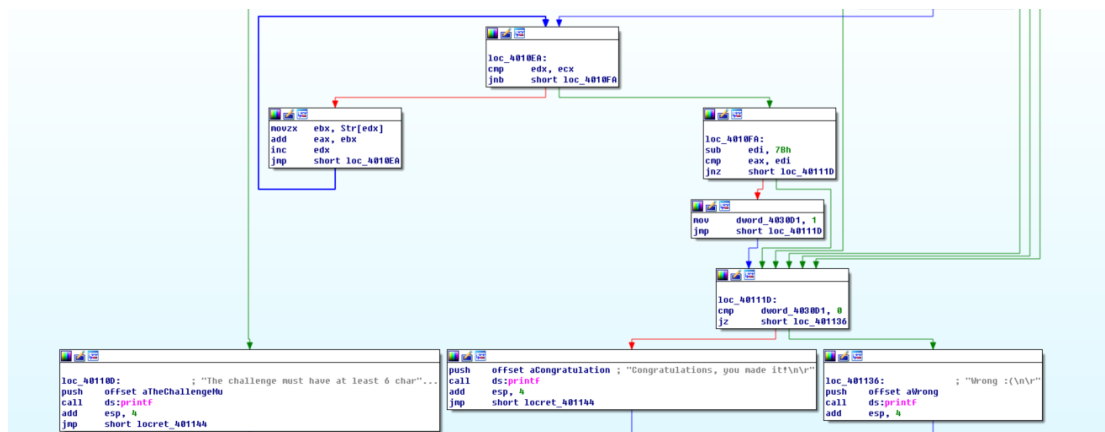 loc_4010EA:
cmp edx, ecx
jnb short loc_4010FA
movzx ebx, Str[edx]
add eax, ebx
inc edx
jmp short loc_4010EA
loc_4010FA:
sub edi, 7Bh
cmp eax, edi
jnz short loc_40111D
mov dword_4030D1, 1
jmp short loc_40111D
loc_40111D:
cmp dword_4030D1, 0
jz short loc_401136
loc_40110D: ; "The challenge must have at least 6 char"...
push offset aTheChallengeMu
call ds:printf
add esp, 4
jmp short locret_401144
push offset aCongratulation ; "Congratulations, you made it!\n\r"
call ds:printf
add esp, 4
jmp short locret_401144
loc_401136: ; "Wrong :(\n\r"
push offset aWrong
call ds:printf
add esp, 4